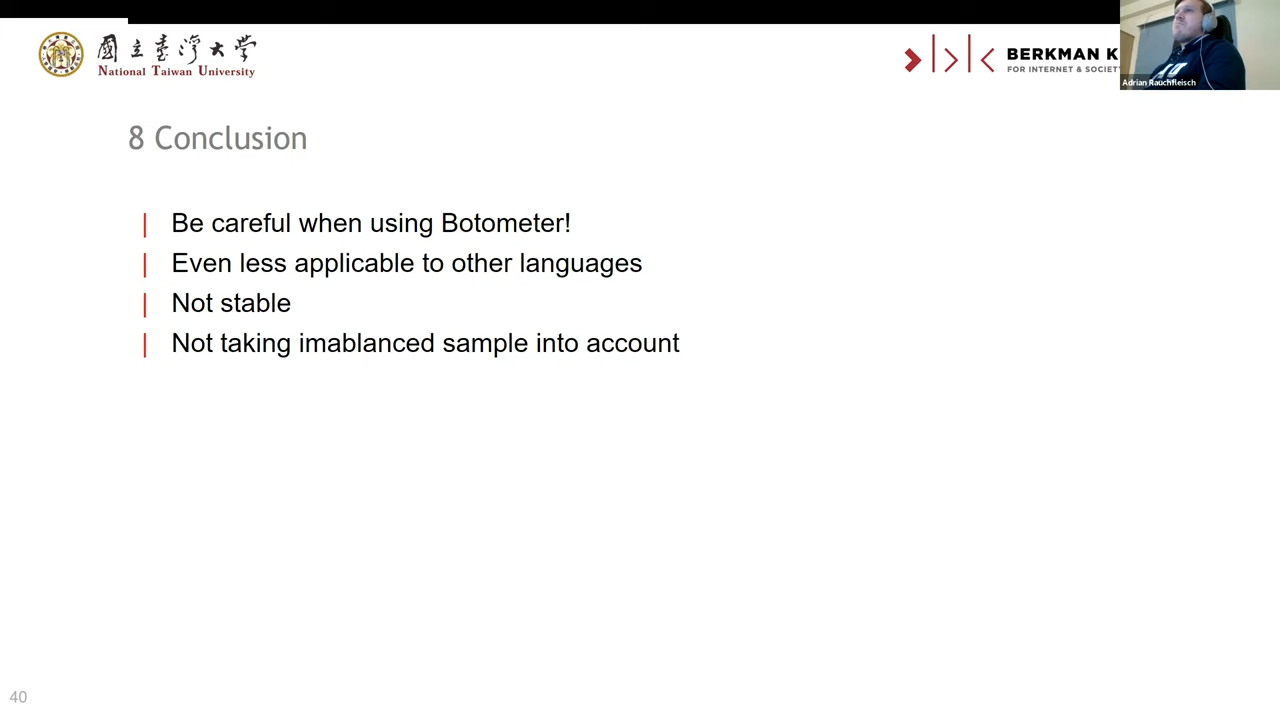 國立臺灣大學
National Taiwan University
BERKMAN K
FOR INTERNET & SOCIETY
Adrian Rauchfleisch
8 Conclusion
| Be careful when using Botometer!
| Even less applicable to other languages
| Not stable
| Not taking imablanced sample into account
40